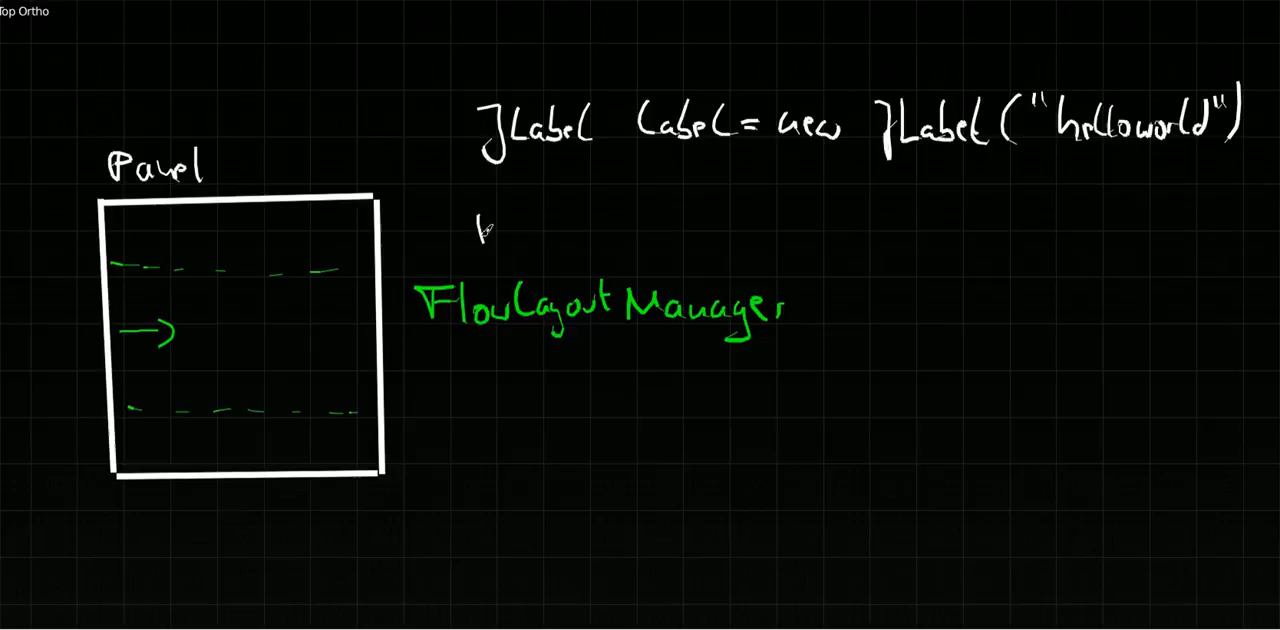 Top Ortho
JLabel label = new JLabel("helloworld")
Panel
FlowLayout Manager